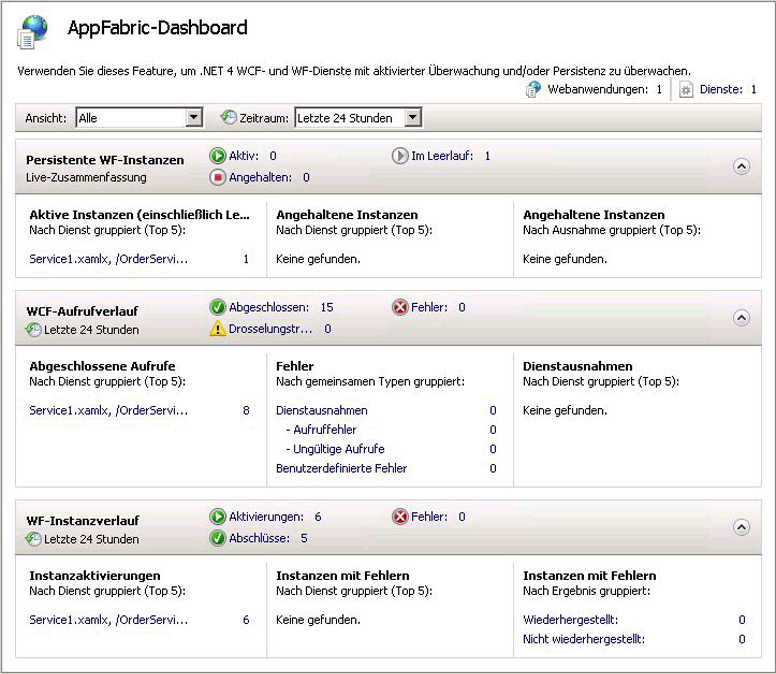 AppFabric-Dashboard
Verwenden Sie dieses Feature, um .NET 4 WCF- und WF-Dienste mit aktivierter Überwachung und/oder Persistenz zu überwachen.
Webanwendungen: 1 Dienste: 1
Ansicht: Alle Zeitraum: Letzte 24 Stunden
Persistente WF-Instanzen Aktiv: 0 Im Leerlauf: 1
Live-Zusammenfassung Angehalten: 0
Aktive Instanzen (einschließlich Le... Angehaltene Instanzen Angehaltene Instanzen
Nach Dienst gruppiert (Top 5): Nach Dienst gruppiert (Top 5): Nach Ausnahme gruppiert (Top 5):
Service1.xamlx, /OrderServi... 1 Keine gefunden. Keine gefunden.
WCF-Aufrufverlauf Abgeschlossen: 15 Fehler: 0
Letzte 24 Stunden Drosselungstr... 0
Abgeschlossene Aufrufe Fehler Dienstausnahmen
Nach Dienst gruppiert (Top 5): Nach gemeinsamen Typen gruppiert: Nach Dienst gruppiert (Top 5):
Service1.xamlx, /OrderServi... 8 Dienstausnahmen 0 Keine gefunden.
- Aufruffehler 0
- Ungültige Aufrufe 0
Benutzerdefinierte Fehler 0
WF-Instanzverlauf Aktivierungen: 6 Fehler: 0
Letzte 24 Stunden Abschlüsse: 5
Instanzaktivierungen Instanzen mit Fehlern Instanzen mit Fehlern
Nach Dienst gruppiert (Top 5): Nach Dienst gruppiert (Top 5): Nach Ergebnis gruppiert:
Service1.xamlx, /OrderServi... 6 Keine gefunden. Wiederhergestellt: 0
Nicht wiederhergestellt: 0